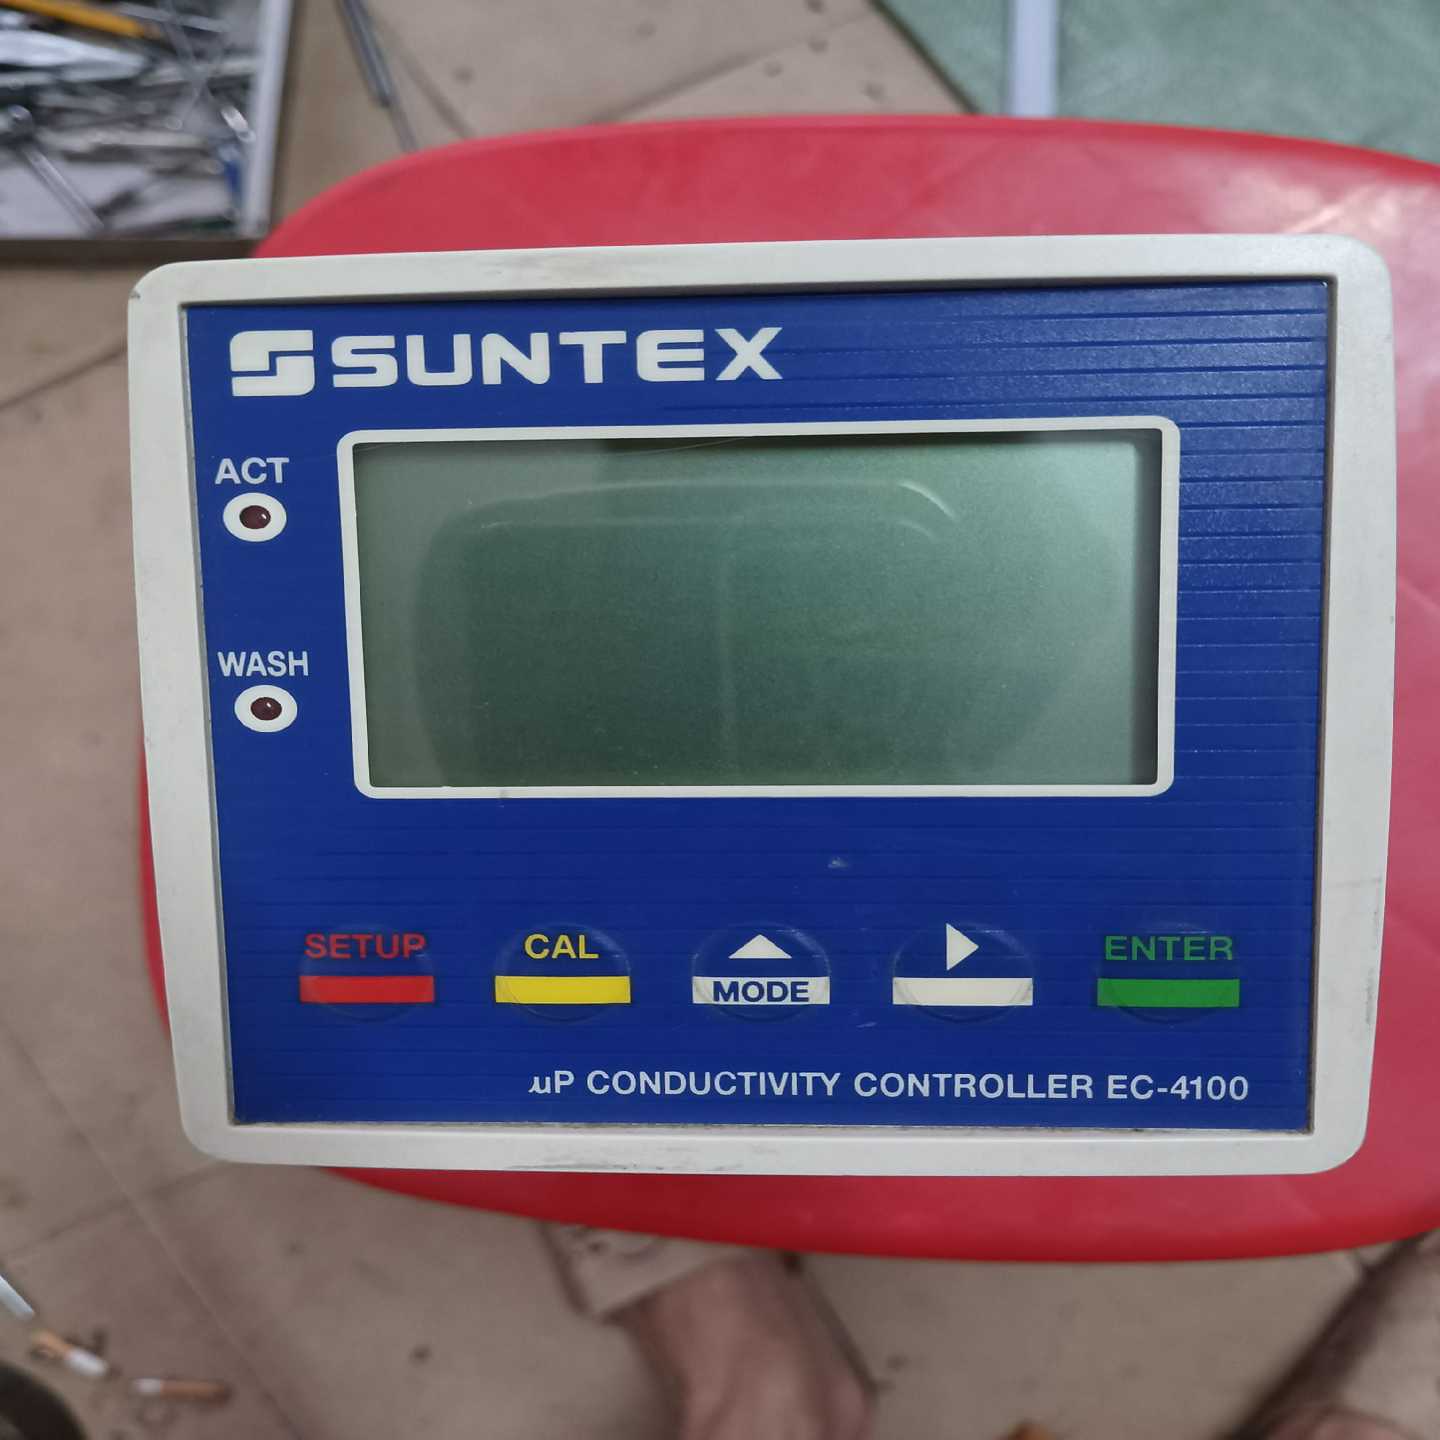 SUNTEX
ACT
WASH
SETUP
CAL
MODE
ENTER
µP CONDUCTIVITY CONTROLLER EC-4100